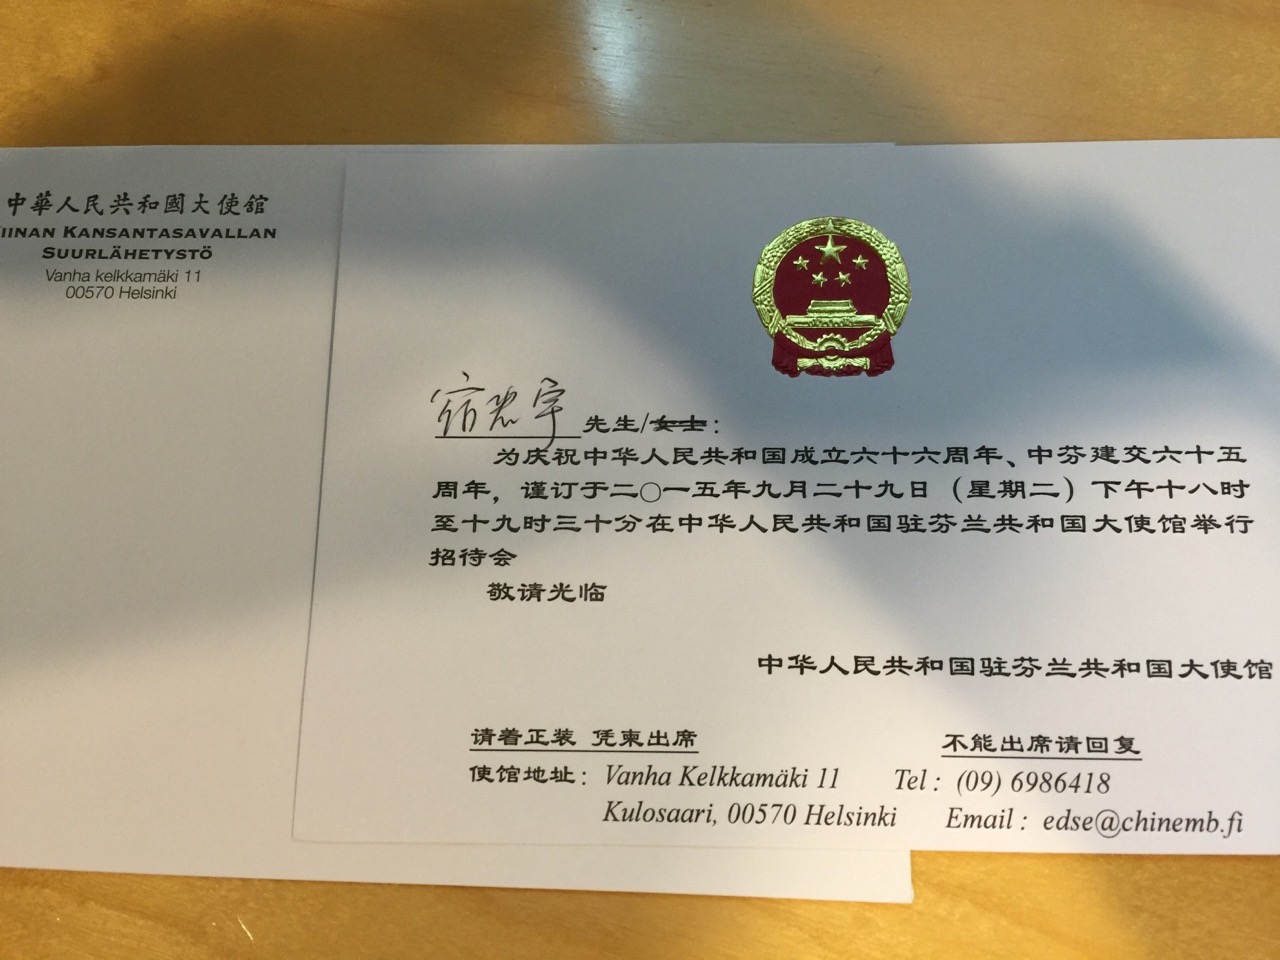 中華人民共和國大使館
IINAN KANSANTASAVALLAN
SUURLÄHETYSTÖ
Vanha kelkkamäki 11
00570 Helsinki
宿忠宇 先生/女士:
为庆祝中华人民共和国成立六十六周年、中芬建交六十五
周年，谨订于二〇一五年九月二十九日（星期二）下午十八时
至十九时三十分在中华人民共和国驻芬兰共和国大使馆举行
招待会
敬请光临
中华人民共和国驻芬兰共和国大使馆
请着正装 凭柬出席
不能出席请回复
使馆地址: Vanha Kelkkamäki 11
Kulosaari, 00570 Helsinki
Tel : (09) 6986418
Email : edse@chinemb.fi